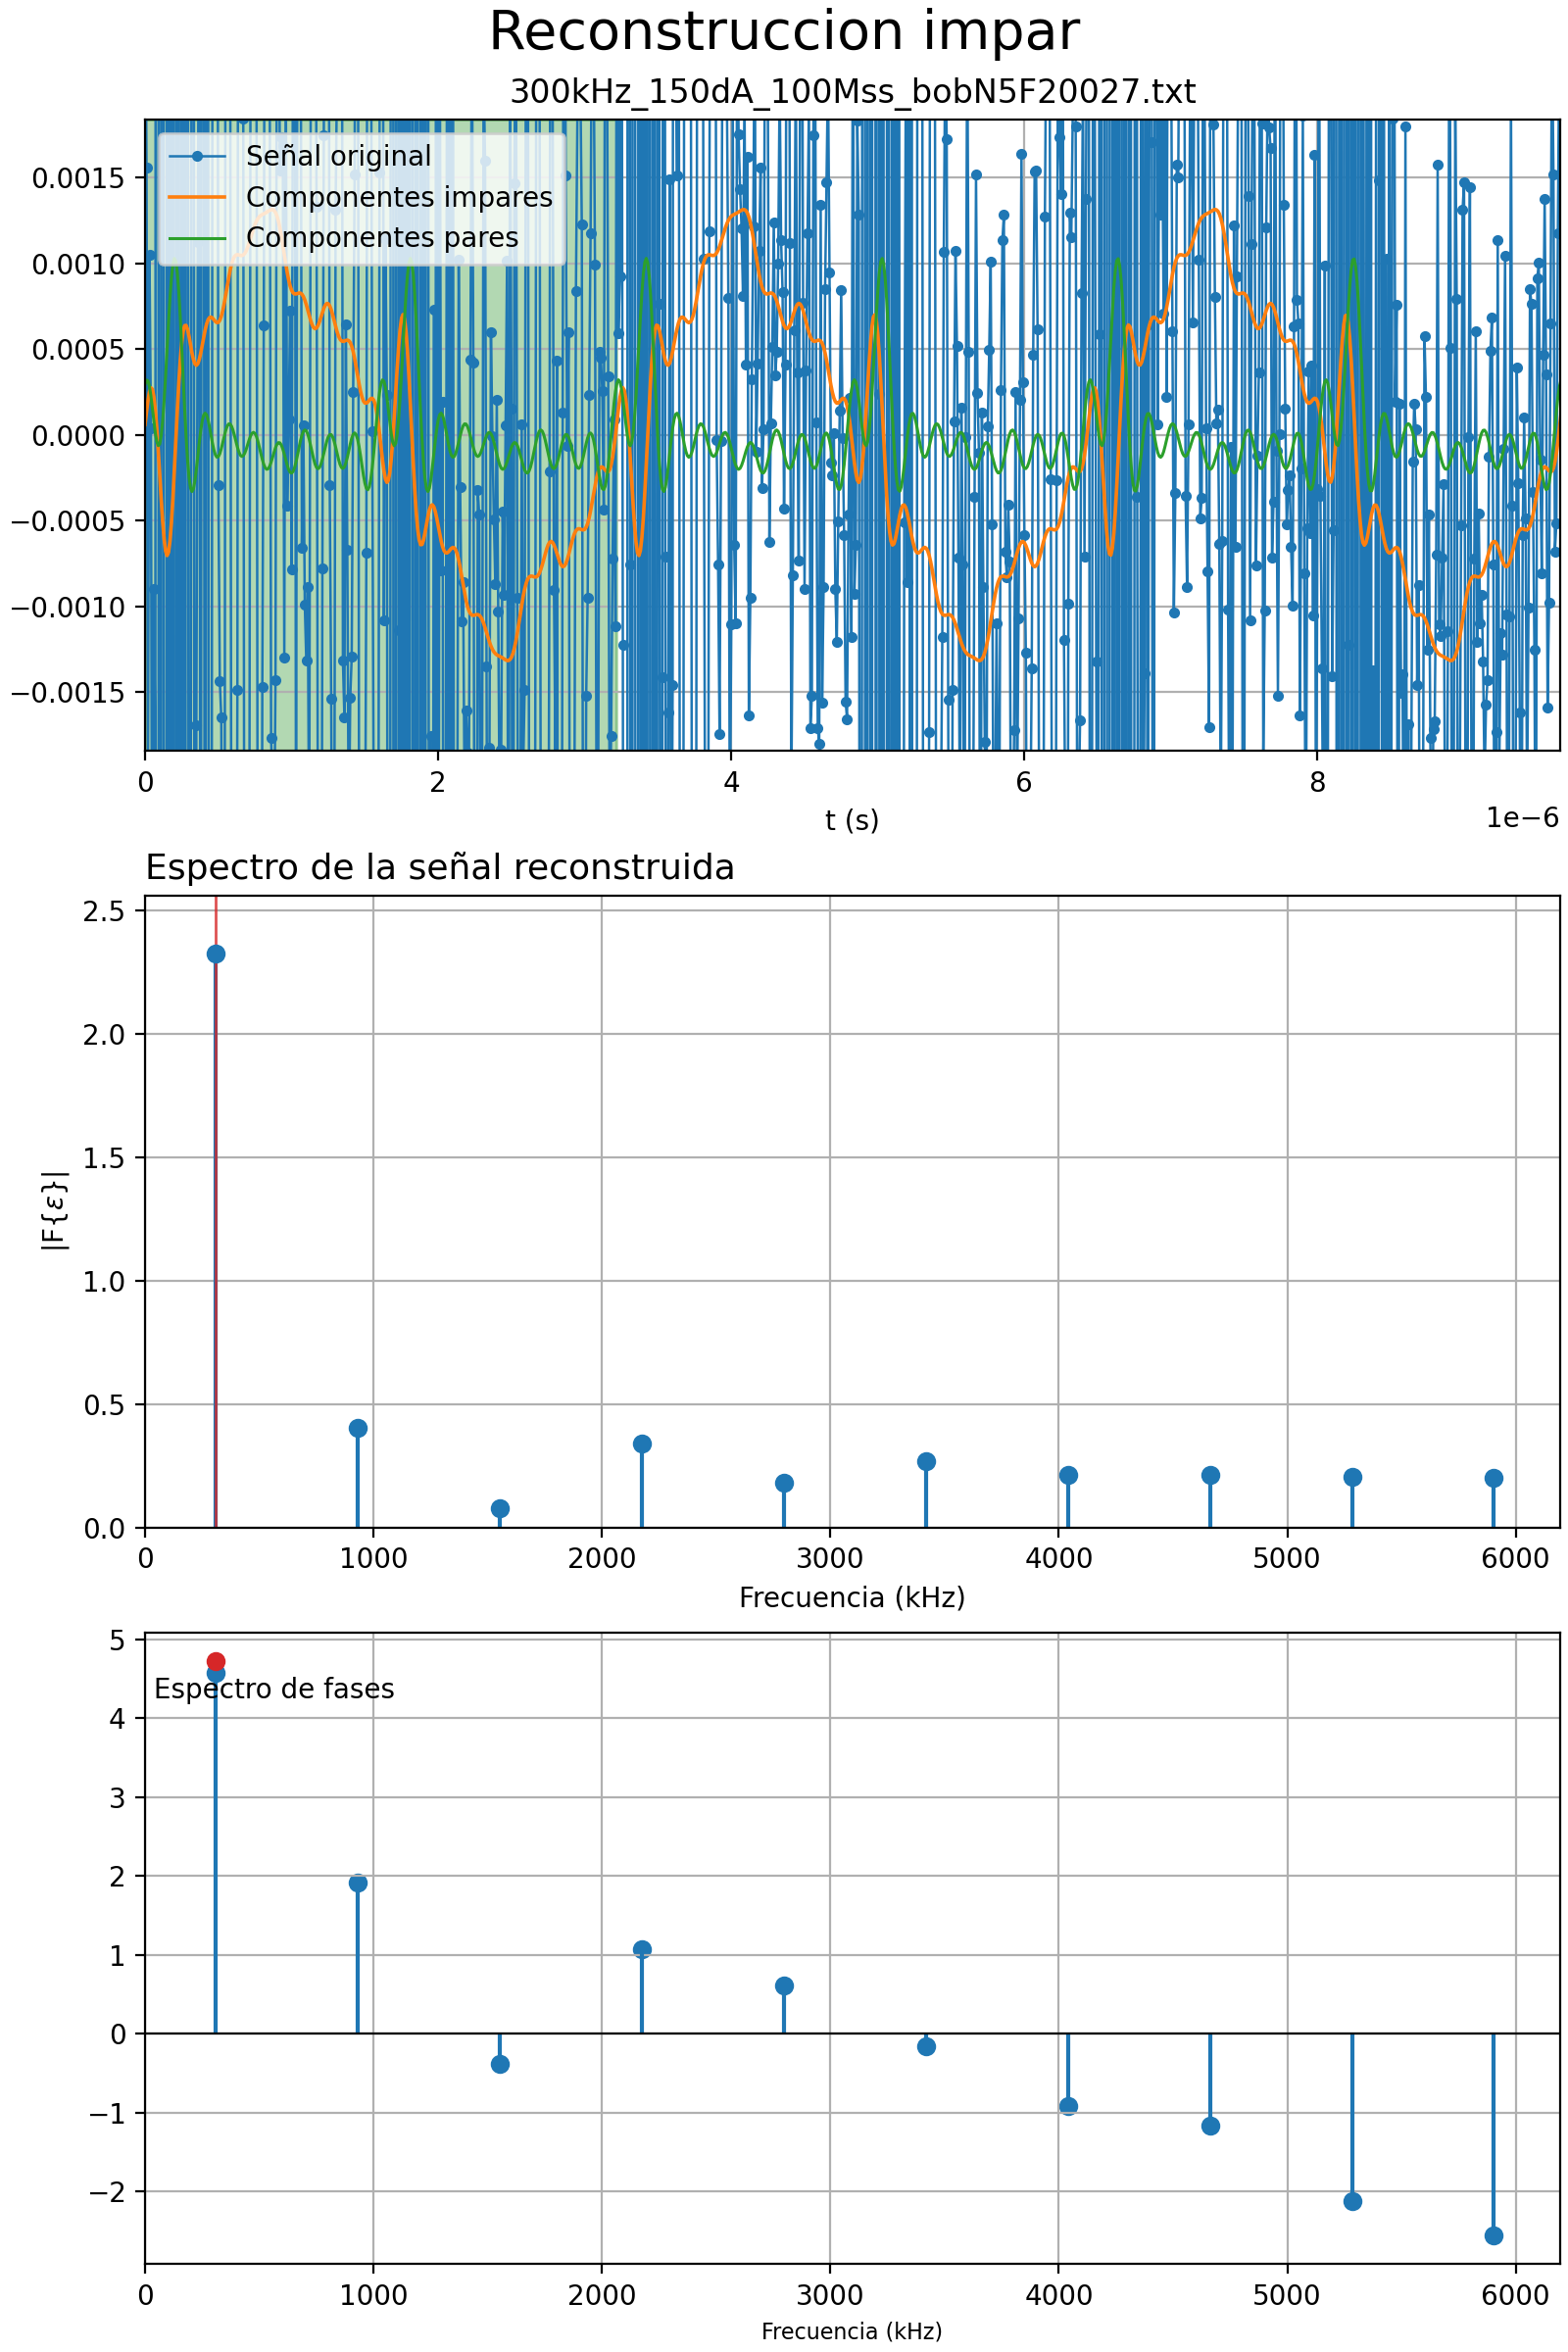 Reconstruccion impar
300kHz_150dA_100Mss_bobN5F20027.txt
Señal original
Componentes impares
Componentes pares
0.0015
0.0010
0.0005
0.0000
−0.0005
−0.0010
−0.0015
0 2 4 6 8
1e−6
t (s)
Espectro de la señal reconstruida
2.5
2.0
1.5
1.0
0.5
0.0
|F{ε}|
0 1000 2000 3000 4000 5000 6000
Frecuencia (kHz)
5
Espectro de fases
4
3
2
1
0
−1
−2
0 1000 2000 3000 4000 5000 6000
Frecuencia (kHz)